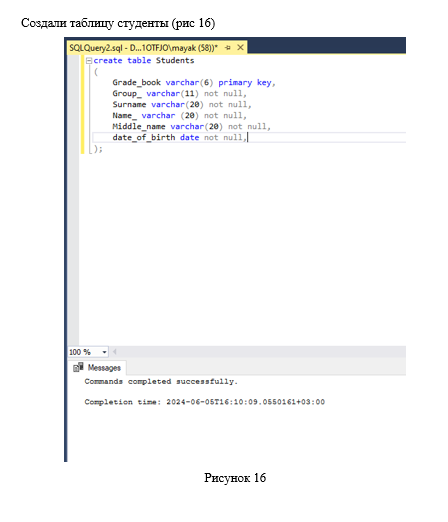 Создали таблицу студенты (рис 16)
SQLQuery2.sql - D...1OTFJO\mayak (58))*
create table Students
(
Grade_book varchar(6) primary key,
Group_ varchar(11) not null,
Surname varchar(20) not null,
Name_ varchar (20) not null,
Middle_name varchar(20) not null,
date_of_birth date not null,
);
100 %
Messages
Commands completed successfully.
Completion time: 2024-06-05T16:10:09.0550161+03:00
Рисунок 16